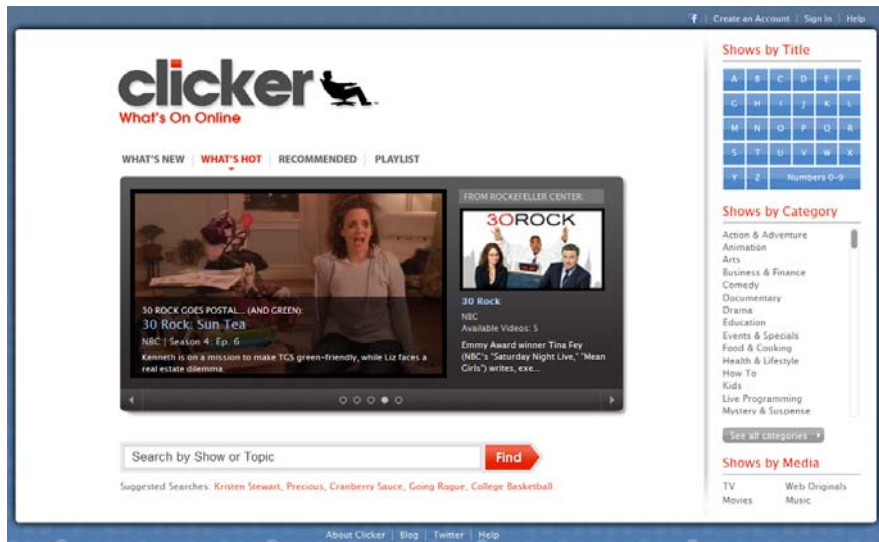 f | Create an Account | Sign In | Help
clicker
What's On Online
WHAT'S NEW | WHAT'S HOT | RECOMMENDED | PLAYLIST
30 ROCK GOES POSTAL... (AND GREEN):
30 Rock: Sun Tea
NBC | Season 4: Ep. 6
Kenneth is on a mission to make TGS green-friendly, while Liz faces a
real estate dilemma.
FROM ROCKEFELLER CENTER:
30ROCK
30 Rock
NBC
Available Videos: 5
Emmy Award winner Tina Fey
(NBC's "Saturday Night Live," "Mean
Girls") writes, exe...
Search by Show or Topic
Find
Suggested Searches: Kristen Stewart, Precious, Cranberry Sauce, Going Rogue, College Basketball
Shows by Title
A B C D E F
G H I J K L
M N O P Q R
S T U V W X
Y Z Numbers 0-9
Shows by Category
Action & Adventure
Animation
Arts
Business & Finance
Comedy
Documentary
Drama
Education
Events & Specials
Food & Cooking
Health & Lifestyle
How To
Kids
Live Programming
Mystery & Suspense
See all categories
Shows by Media
TV Web Originals
Movies Music
About Clicker | Blog | Twitter | Help